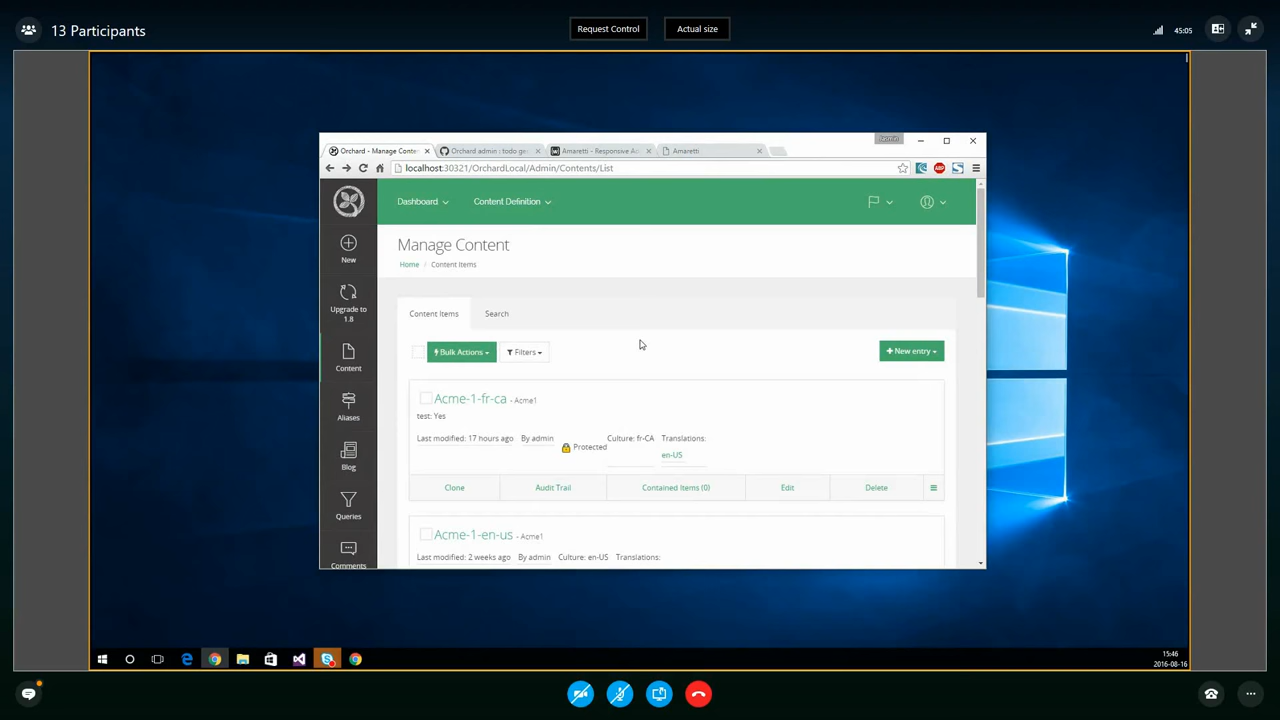 13 Participants
Request Control
Actual size
45:05
Jasmin
Orchard - Manage Conte
Orchard admin : todo ge
Amaretti - Responsive Ad
Amaretti
localhost:30321/OrchardLocal/Admin/Contents/List
ABP
Dashboard
Content Definition
New
Upgrade to
1.8
Content
Aliases
Blog
Queries
Comments
Manage Content
Home / Content Items
Content Items
Search
Bulk Actions
Filters
New entry
Acme-1-fr-ca - Acme1
test: Yes
Last modified: 17 hours ago By admin Protected Culture: fr-CA Translations:
en-US
Clone Audit Trail Contained Items (0) Edit Delete
Acme-1-en-us - Acme1
Last modified: 2 weeks ago By admin Culture: en-US Translations:
15:46
2016-08-16